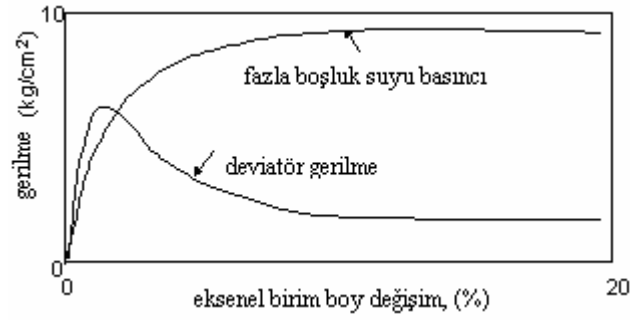 10
gerilme (kg/cm²)
fazla boşluk suyu basıncı
deviatör gerilme
0
0
20
eksenel birim boy değişim, (%)